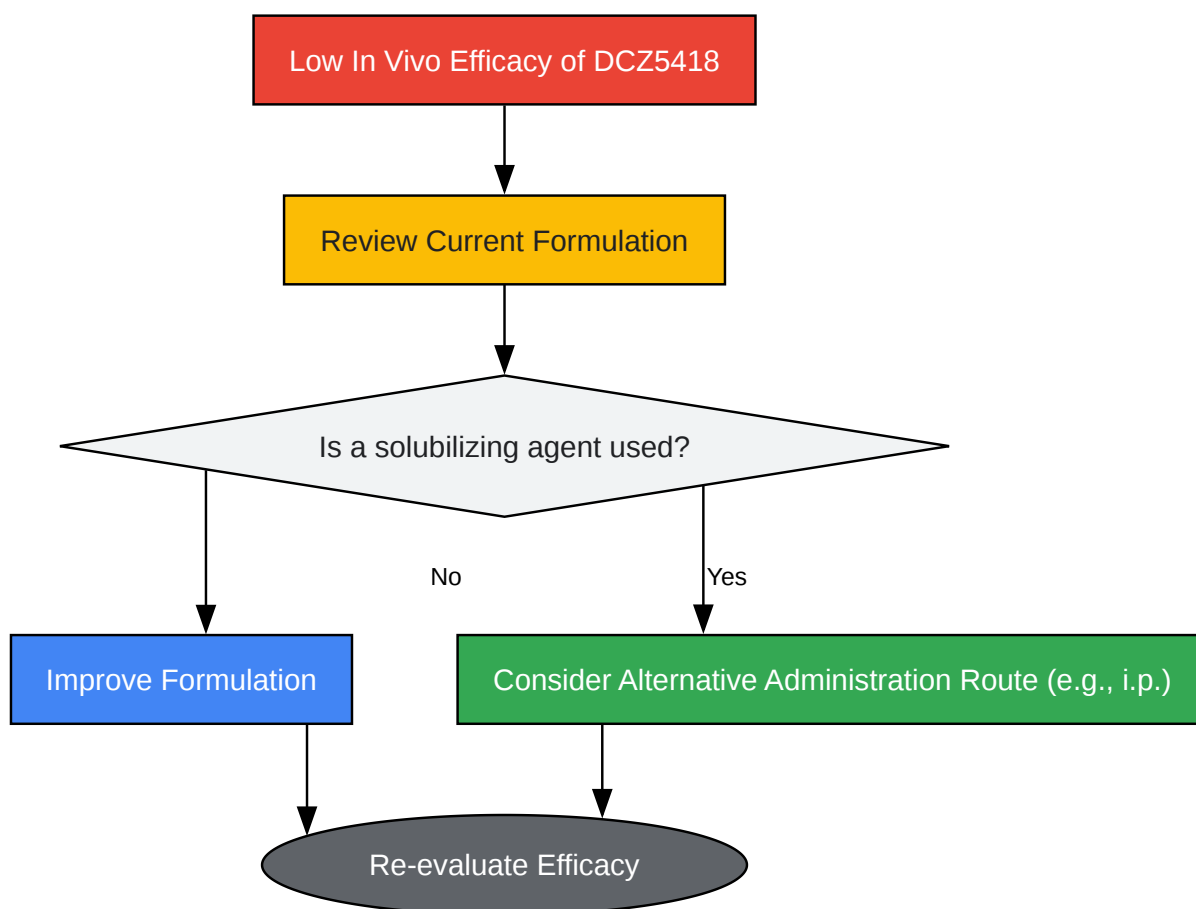 Low In Vivo Efficacy of DCZ5418
Review Current Formulation
Is a solubilizing agent used?
No
Yes
Improve Formulation
Consider Alternative Administration Route (e.g., i.p.)
Re-evaluate Efficacy